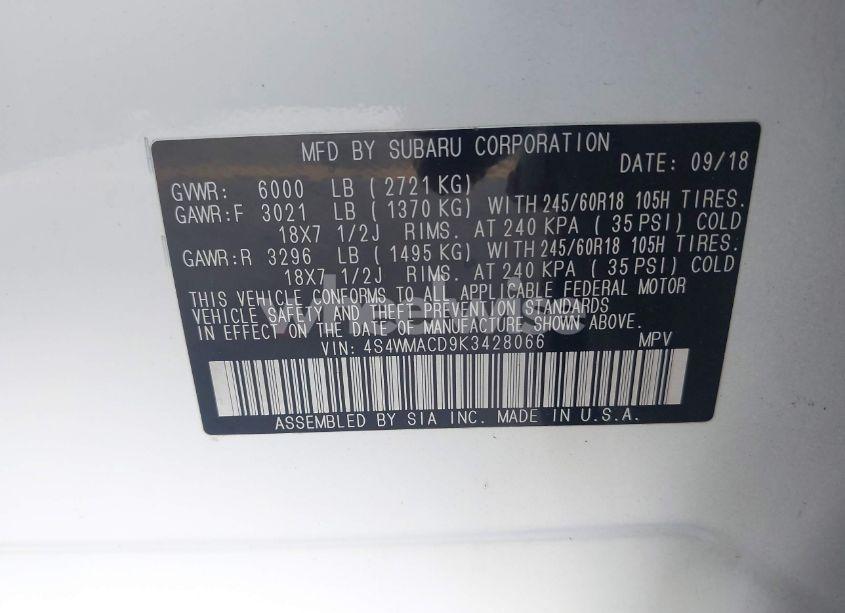 MFD BY SUBARU CORPORATION DATE: 09/18
GVWR: 6000 LB ( 2721 KG)
GAWR:F 3021 LB ( 1370 KG) WITH 245/60R18 105H TIRES.
18X7 1/2J RIMS. AT 240 KPA ( 35 PSI) COLD
GAWR:R 3296 LB ( 1495 KG) WITH 245/60R18 105H TIRES.
18X7 1/2J RIMS. AT 240 KPA ( 35 PSI) COLD
THIS VEHICLE CONFORMS TO ALL APPLICABLE FEDERAL MOTOR
VEHICLE SAFETY AND THEFT PREVENTION STANDARDS
IN EFFECT ON THE DATE OF MANUFACTURE SHOWN ABOVE.
VIN: 4S4WMACD9K3428066 MPV
ASSEMBLED BY SIA INC. MADE IN U.S.A.